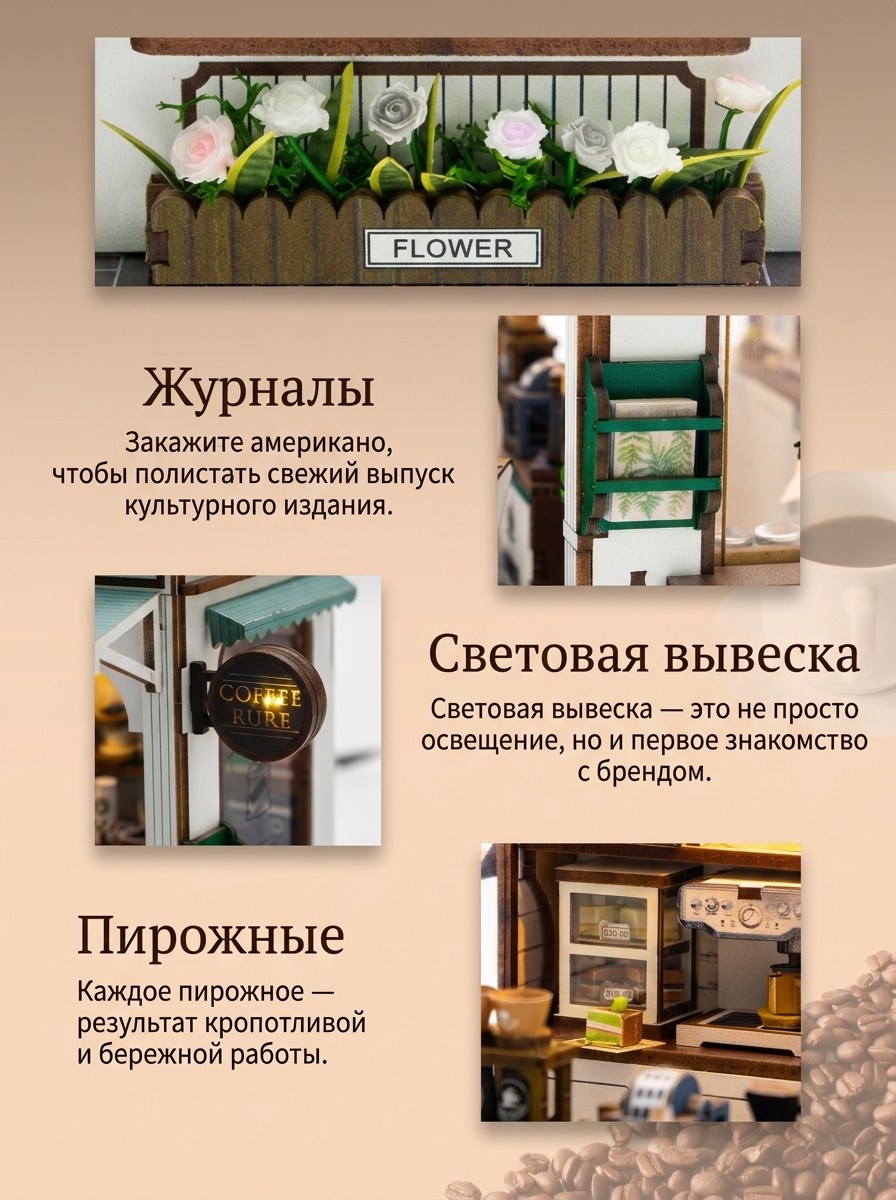 FLOWER
Журналы
Закажите американо,
чтобы полистать свежий выпуск
культурного издания.
COFFEE
RURE
Световая вывеска
Световая вывеска — это не просто
освещение, но и первое знакомство
с брендом.
Пирожные
Каждое пирожное —
результат кропотливой
и бережной работы.